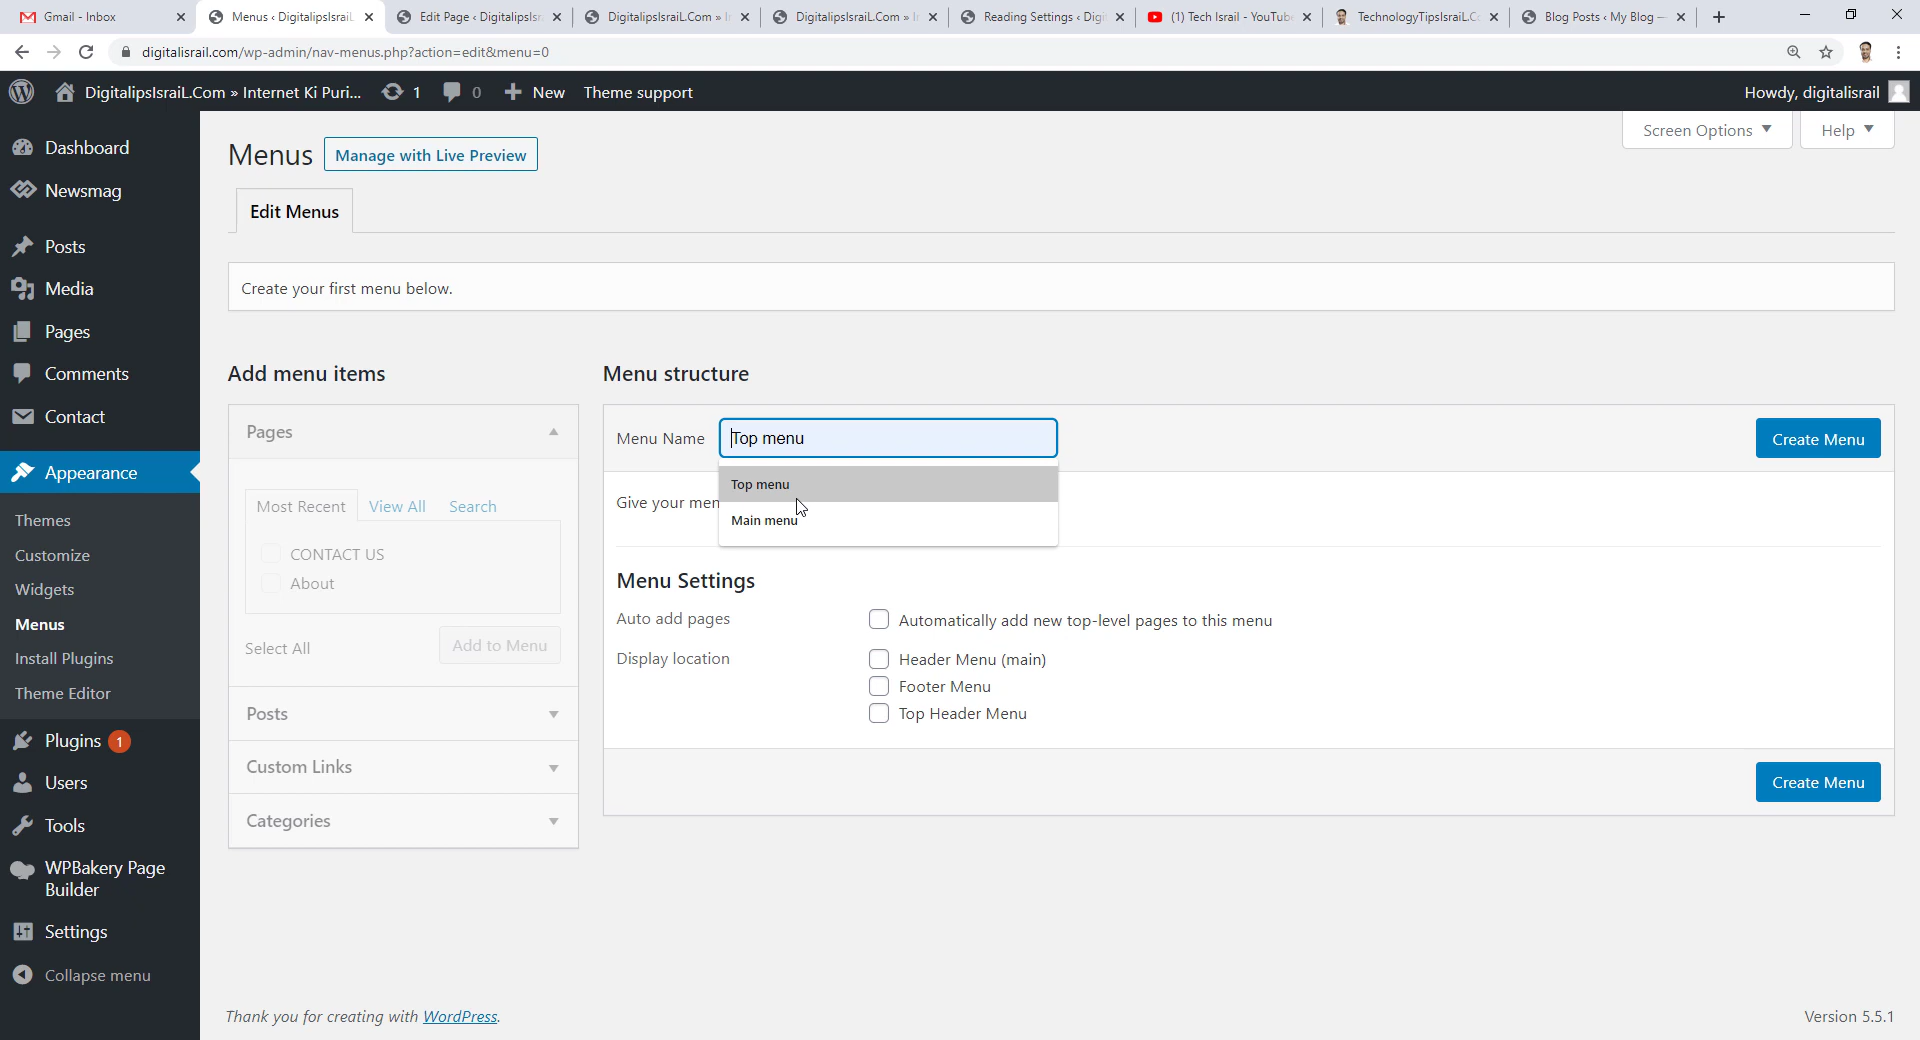 Gmail - Inbox
Menus ‹ DigitalipsIsrail
Edit Page ‹ DigitalipsIsr
DigitalipsIsraiL.Com » I
DigitalipsIsraiL.Com » I
Reading Settings ‹ Digi
(1) Tech Israil - YouTube
TechnologyTipsIsraiL.C
Blog Posts ‹ My Blog —
digitalisrail.com/wp-admin/nav-menus.php?action=edit&menu=0
DigitalipsIsraiL.Com » Internet Ki Puri...
1
0
New
Theme support
Howdy, digitalisrail
Screen Options
Help
Dashboard
Newsmag
Posts
Media
Pages
Comments
Contact
Appearance
Themes
Customize
Widgets
Menus
Install Plugins
Theme Editor
Plugins 1
Users
Tools
WPBakery Page
Builder
Settings
Collapse menu
Menus
Manage with Live Preview
Edit Menus
Create your first menu below.
Add menu items
Pages
Most Recent
View All
Search
CONTACT US
About
Select All
Add to Menu
Posts
Custom Links
Categories
Menu structure
Menu Name
Top menu
Create Menu
Top menu
Main menu
Give your men
Menu Settings
Auto add pages
Automatically add new top-level pages to this menu
Display location
Header Menu (main)
Footer Menu
Top Header Menu
Create Menu
Thank you for creating with WordPress.
Version 5.5.1